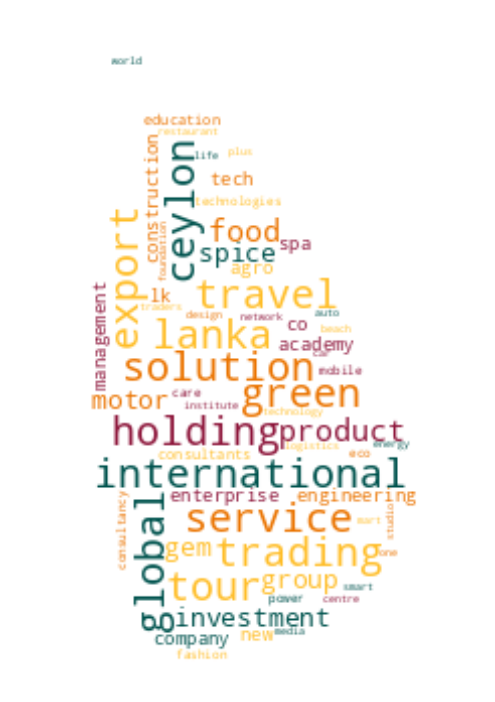 world
education
restaurant
construction
ceylon
life
plus
tech
technologies
export
food
spice
spa
foundation
agro
management
lk
travel
traders
design
network
auto
lanka
co
beach
academy
car
solution
mobile
motor
care
green
institute
technology
holding
product
energy
consultants
logistics
eco
international
consultancy
global
enterprise
engineering
service
mart
studio
gem
trading
one
tour
group
smart
power
centre
investment
company
new
media
fashion